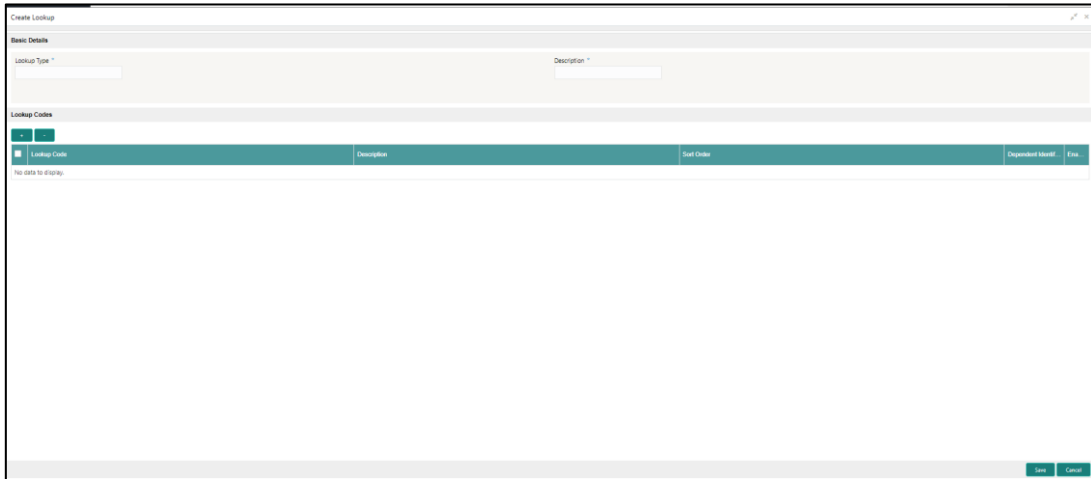 Create Lookup
Basic Details
Lookup Type *
Description *
Lookup Codes
+ -
Lookup Code Description Sort Order Dependent Identif... Ena...
No data to display.
Save Cancel